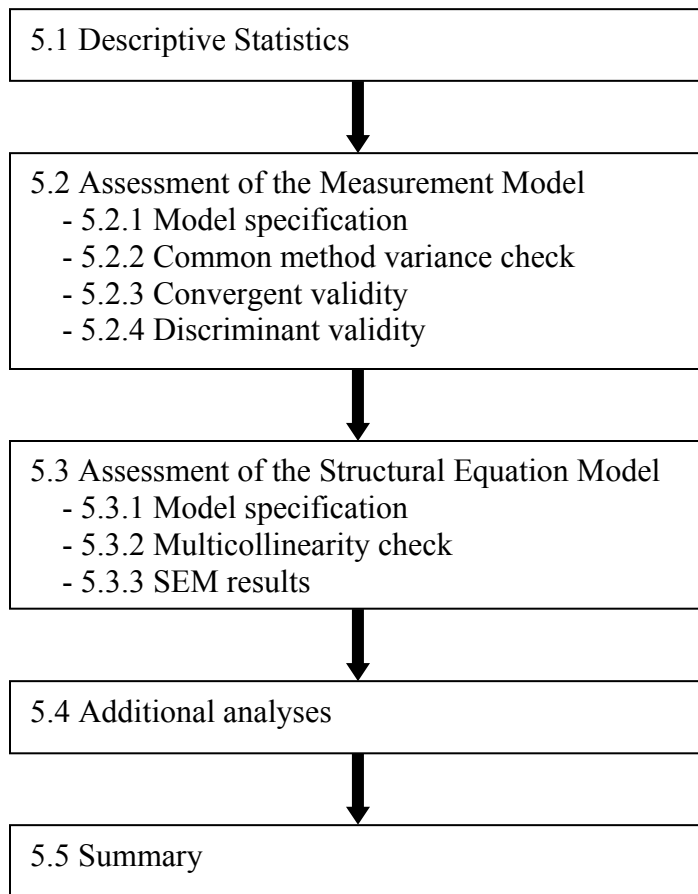 5.1 Descriptive Statistics
5.2 Assessment of the Measurement Model
- 5.2.1 Model specification
- 5.2.2 Common method variance check
- 5.2.3 Convergent validity
- 5.2.4 Discriminant validity
5.3 Assessment of the Structural Equation Model
- 5.3.1 Model specification
- 5.3.2 Multicollinearity check
- 5.3.3 SEM results
5.4 Additional analyses
5.5 Summary